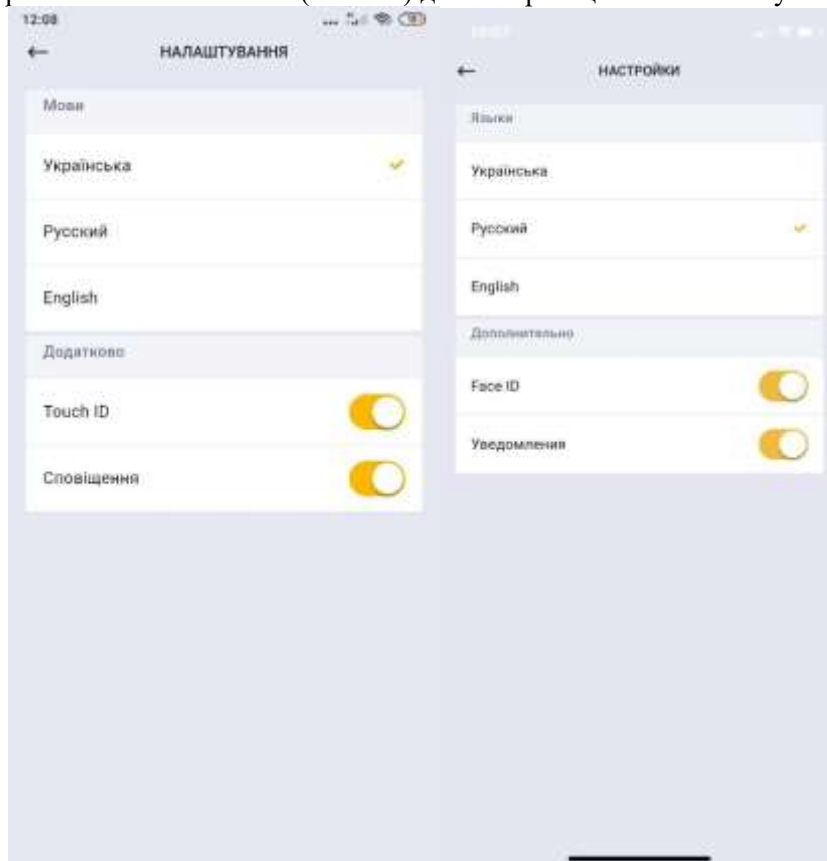 12:08
НАЛАШТУВАННЯ
Мови
Українська
Русский
English
Додатково
Touch ID
Сповіщення
НАСТРОЙКИ
Языки
Українська
Русский
English
Дополнительно
Face ID
Уведомления